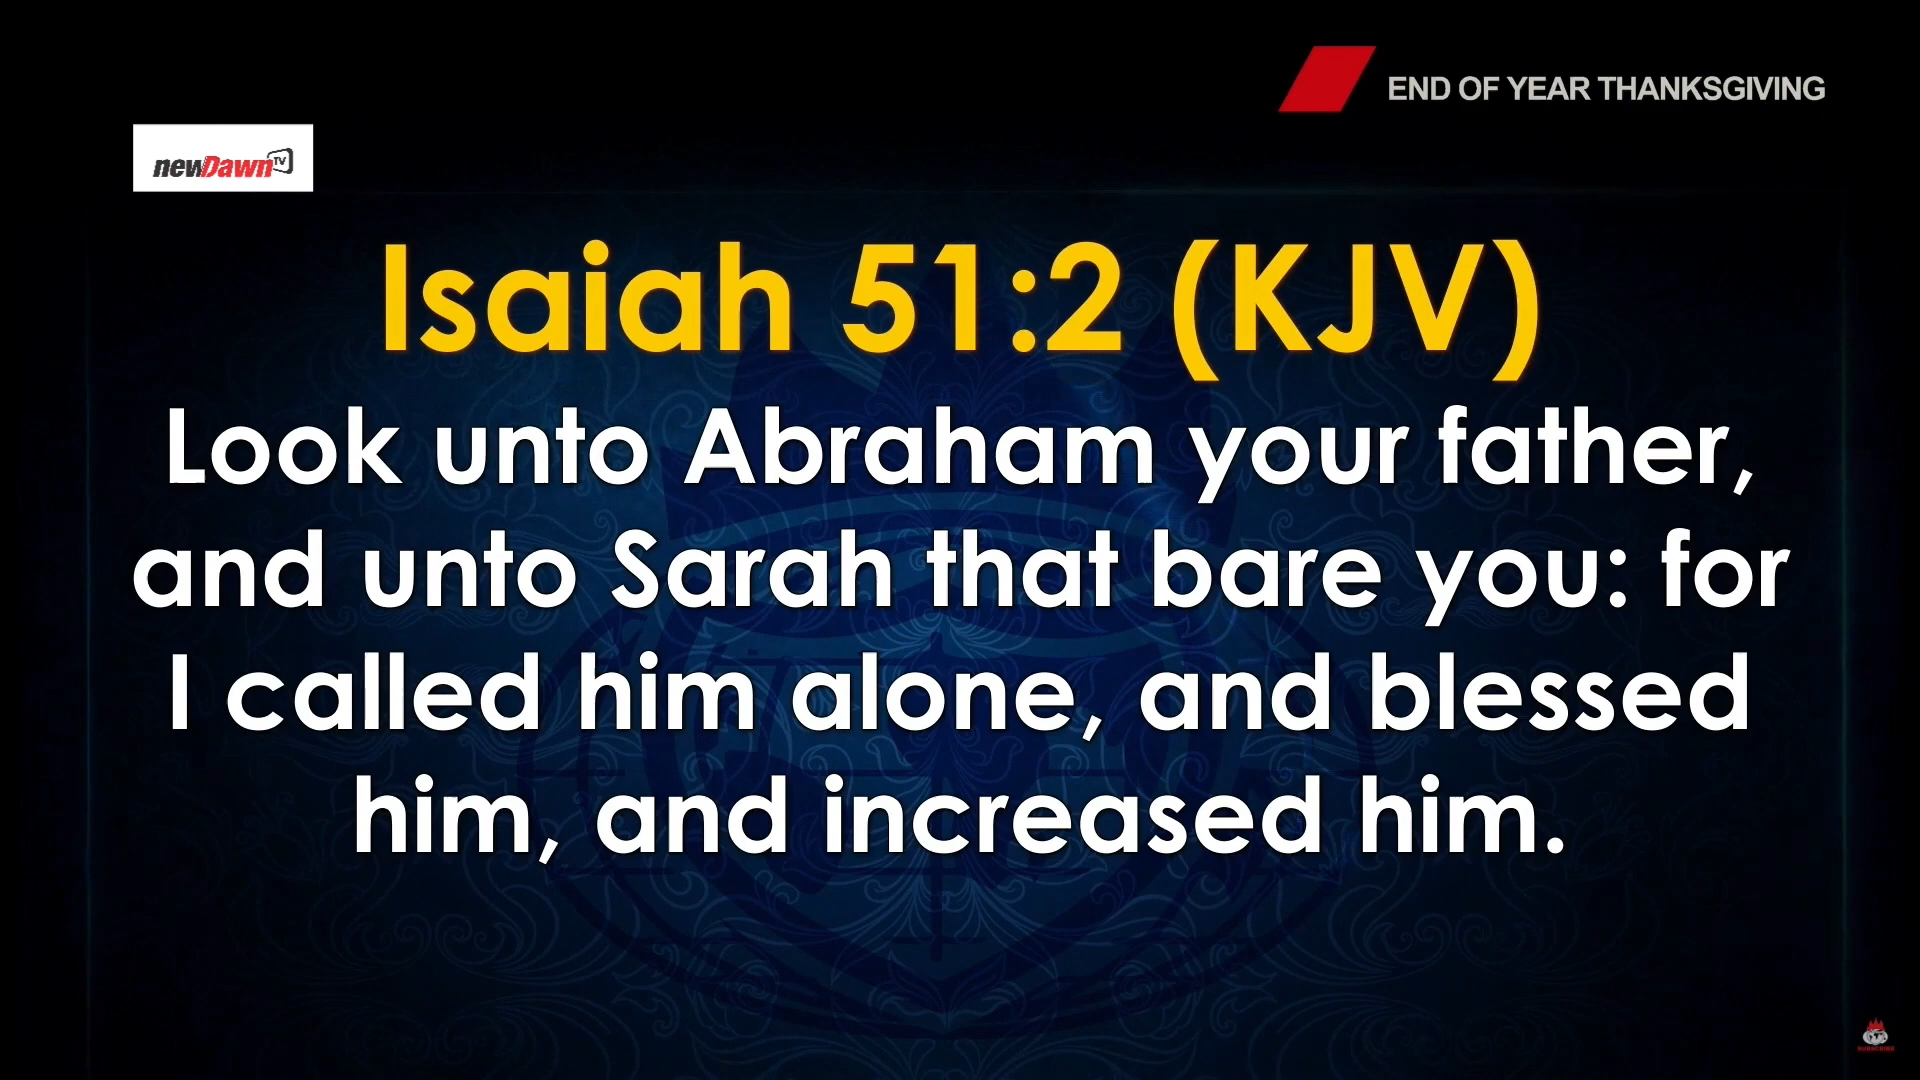 END OF YEAR THANKSGIVING
newDawn TV
Isaiah 51:2 (KJV)
Look unto Abraham your father,
and unto Sarah that bare you: for
I called him alone, and blessed
him, and increased him.